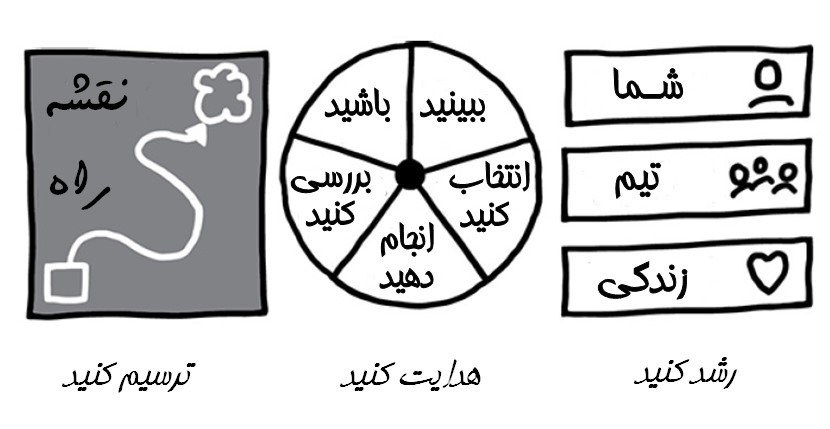 نقشه
راه
ترسیم کنید
ببینید
انتخاب
کنید
انجام
دهید
بررسی
کنید
باشید
هدایت کنید
شما
تیم
زندگی
رشد کنید